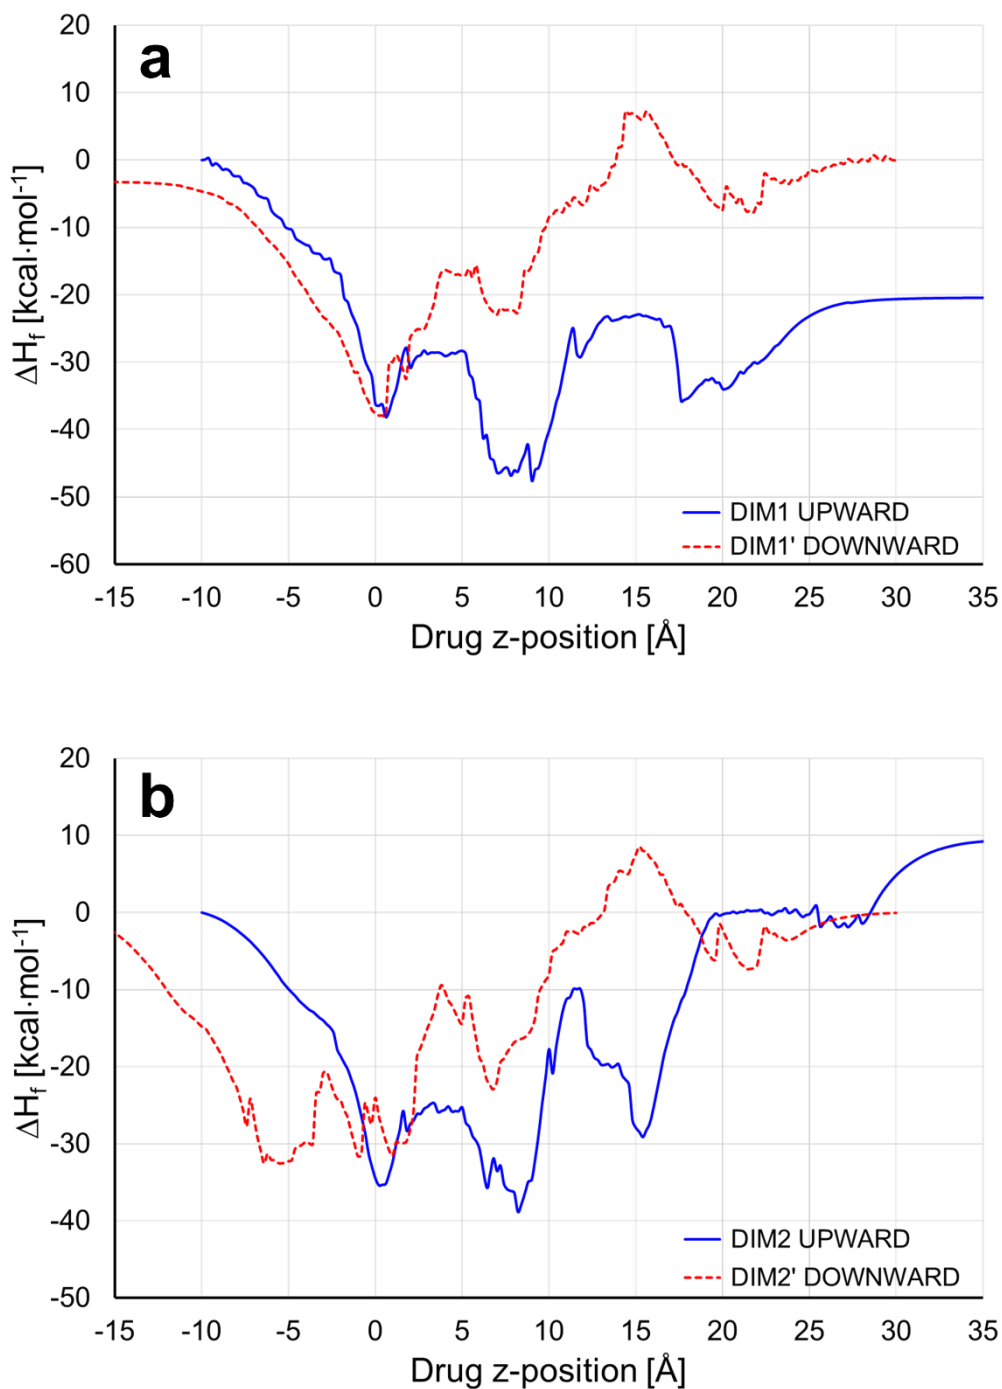 a
20
10
0
-10
-20
-30
-40
-50
-60
ΔHf [kcal·mol-1]
DIM1 UPWARD
DIM1' DOWNWARD
-15 -10 -5 0 5 10 15 20 25 30 35
Drug z-position [Å]
b
20
10
0
-10
-20
-30
-40
-50
ΔHf [kcal·mol-1]
DIM2 UPWARD
DIM2' DOWNWARD
-15 -10 -5 0 5 10 15 20 25 30 35
Drug z-position [Å]